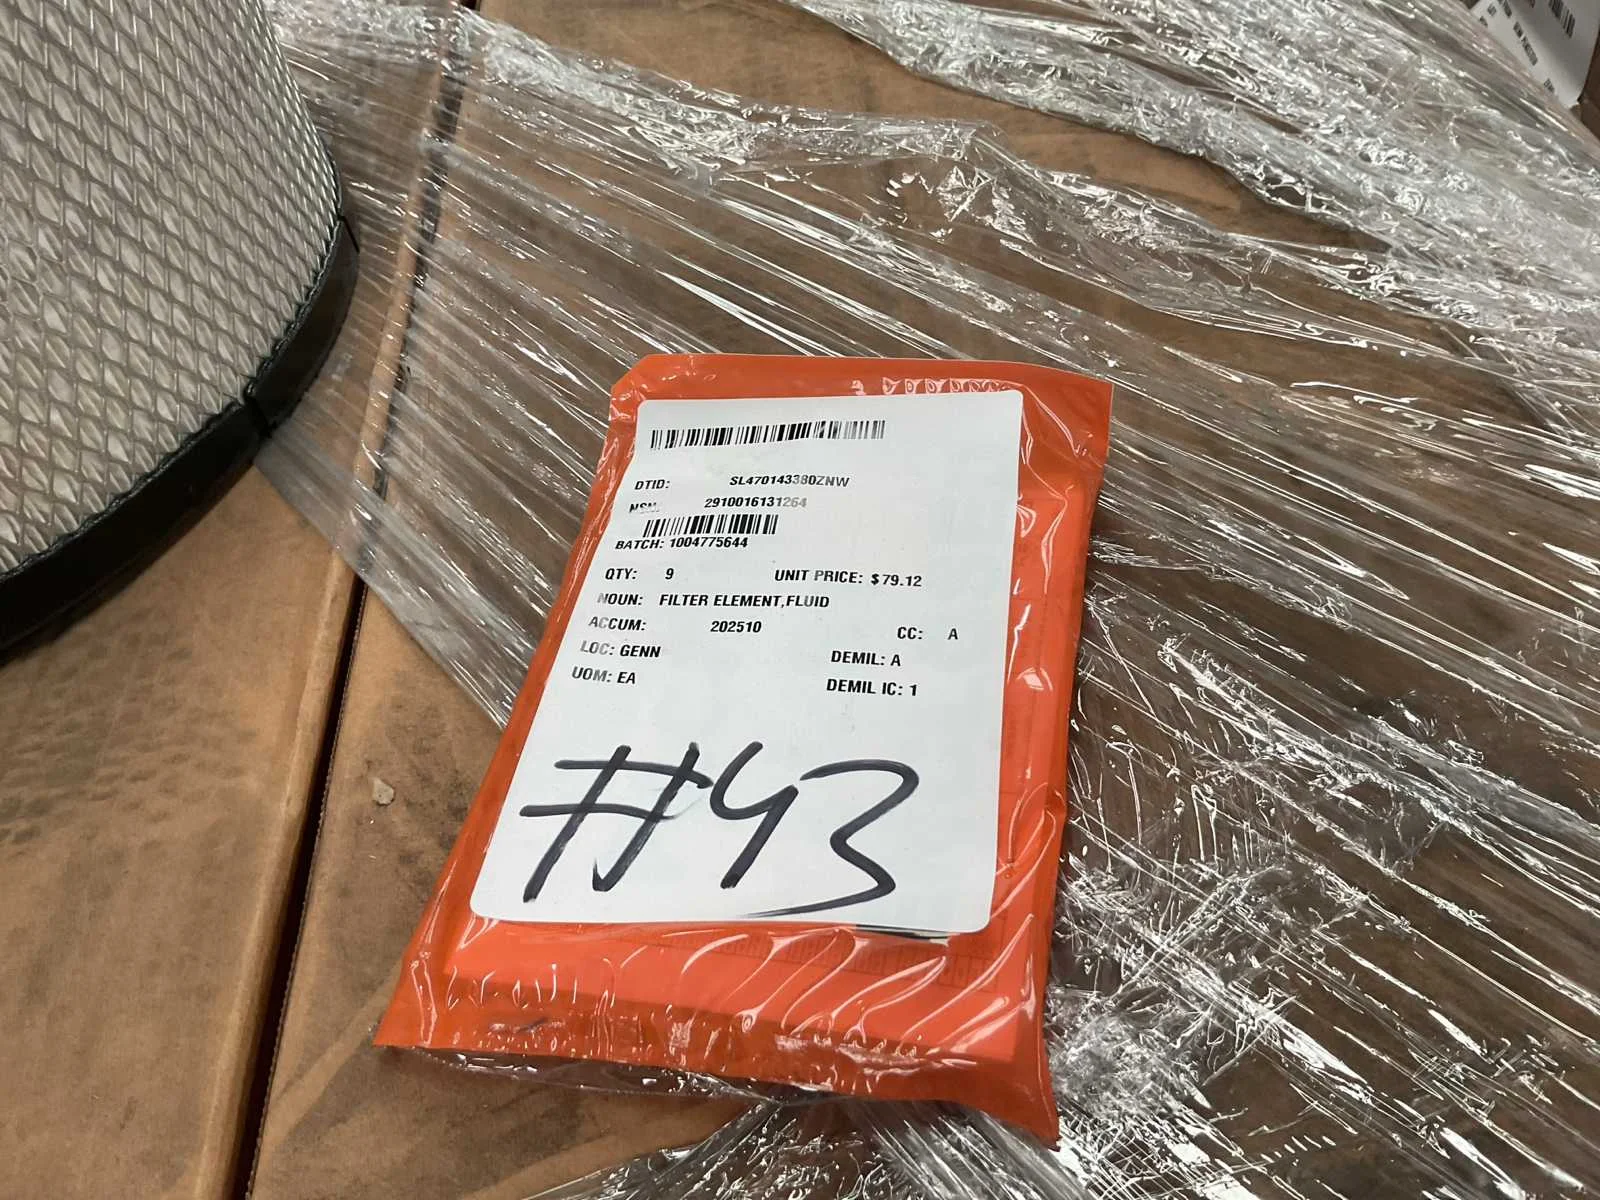 DTID: SL470143380ZNW
NSN: 2910016131264
BATCH: 1004775644
QTY: 9 UNIT PRICE: $79.12
NOUN: FILTER ELEMENT,FLUID
ACCUM: 202510 CC: A
LOC: GENN DEMIL: A
UOM: EA DEMIL IC: 1
#43